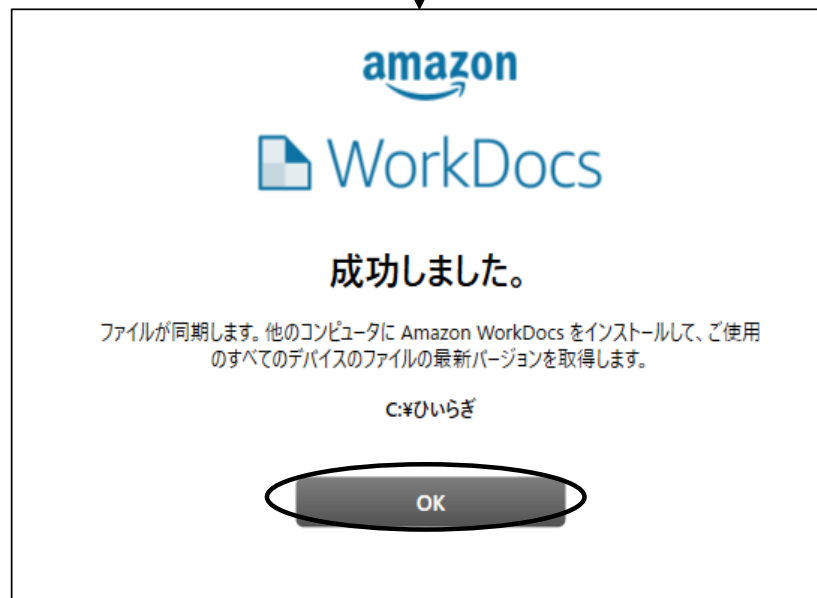 amazon
WorkDocs
成功しました。
ファイルが同期します。他のコンピュータに Amazon WorkDocs をインストールして、ご使用
のすべてのデバイスのファイルの最新バージョンを取得します。
C:¥ひいらぎ
OK